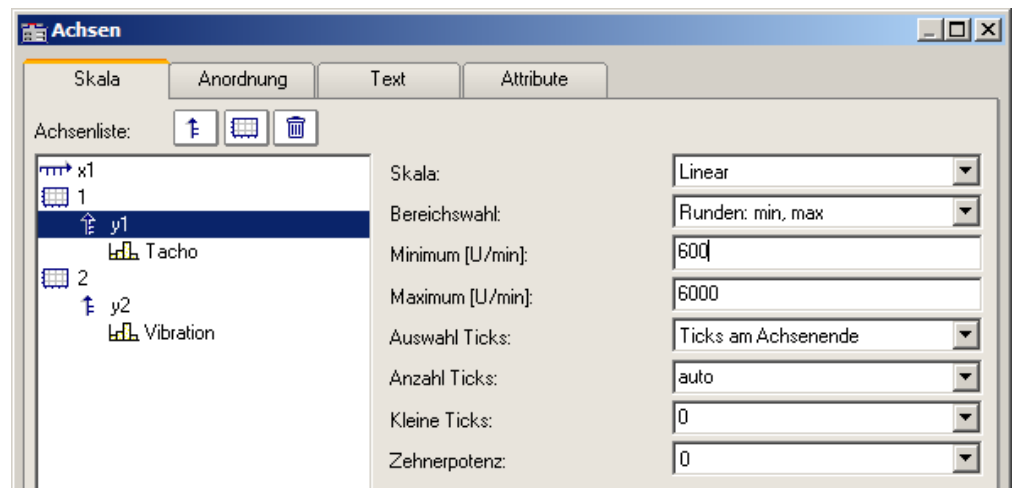 Achsen
Skala Anordnung Text Attribute
Achsenliste:
x1
1
y1
Tacho
2
y2
Vibration
Skala: Linear
Bereichswahl: Runden: min, max
Minimum [U/min]: 600
Maximum [U/min]: 6000
Auswahl Ticks: Ticks am Achsenende
Anzahl Ticks: auto
Kleine Ticks: 0
Zehnerpotenz: 0